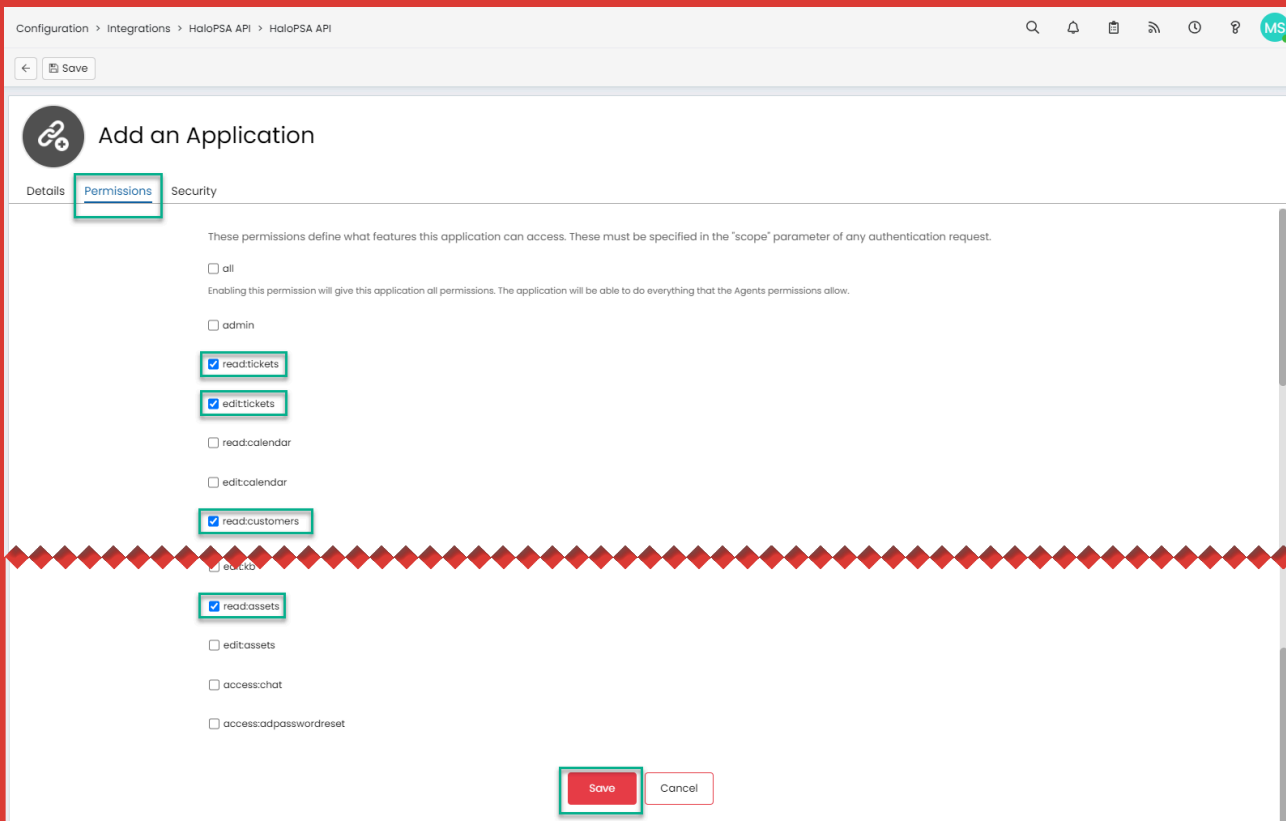 Configuration > Integrations > HaloPSA API > HaloPSA API
MS
Save
Add an Application
Details Permissions Security
These permissions define what features this application can access. These must be specified in the "scope" parameter of any authentication request.
all
Enabling this permission will give this application all permissions. The application will be able to do everything that the Agents permissions allow.
admin
read:tickets
edit:tickets
read:calendar
edit:calendar
read:customers
edit:kb
read:assets
edit:assets
access:chat
access:adpasswordreset
Save Cancel